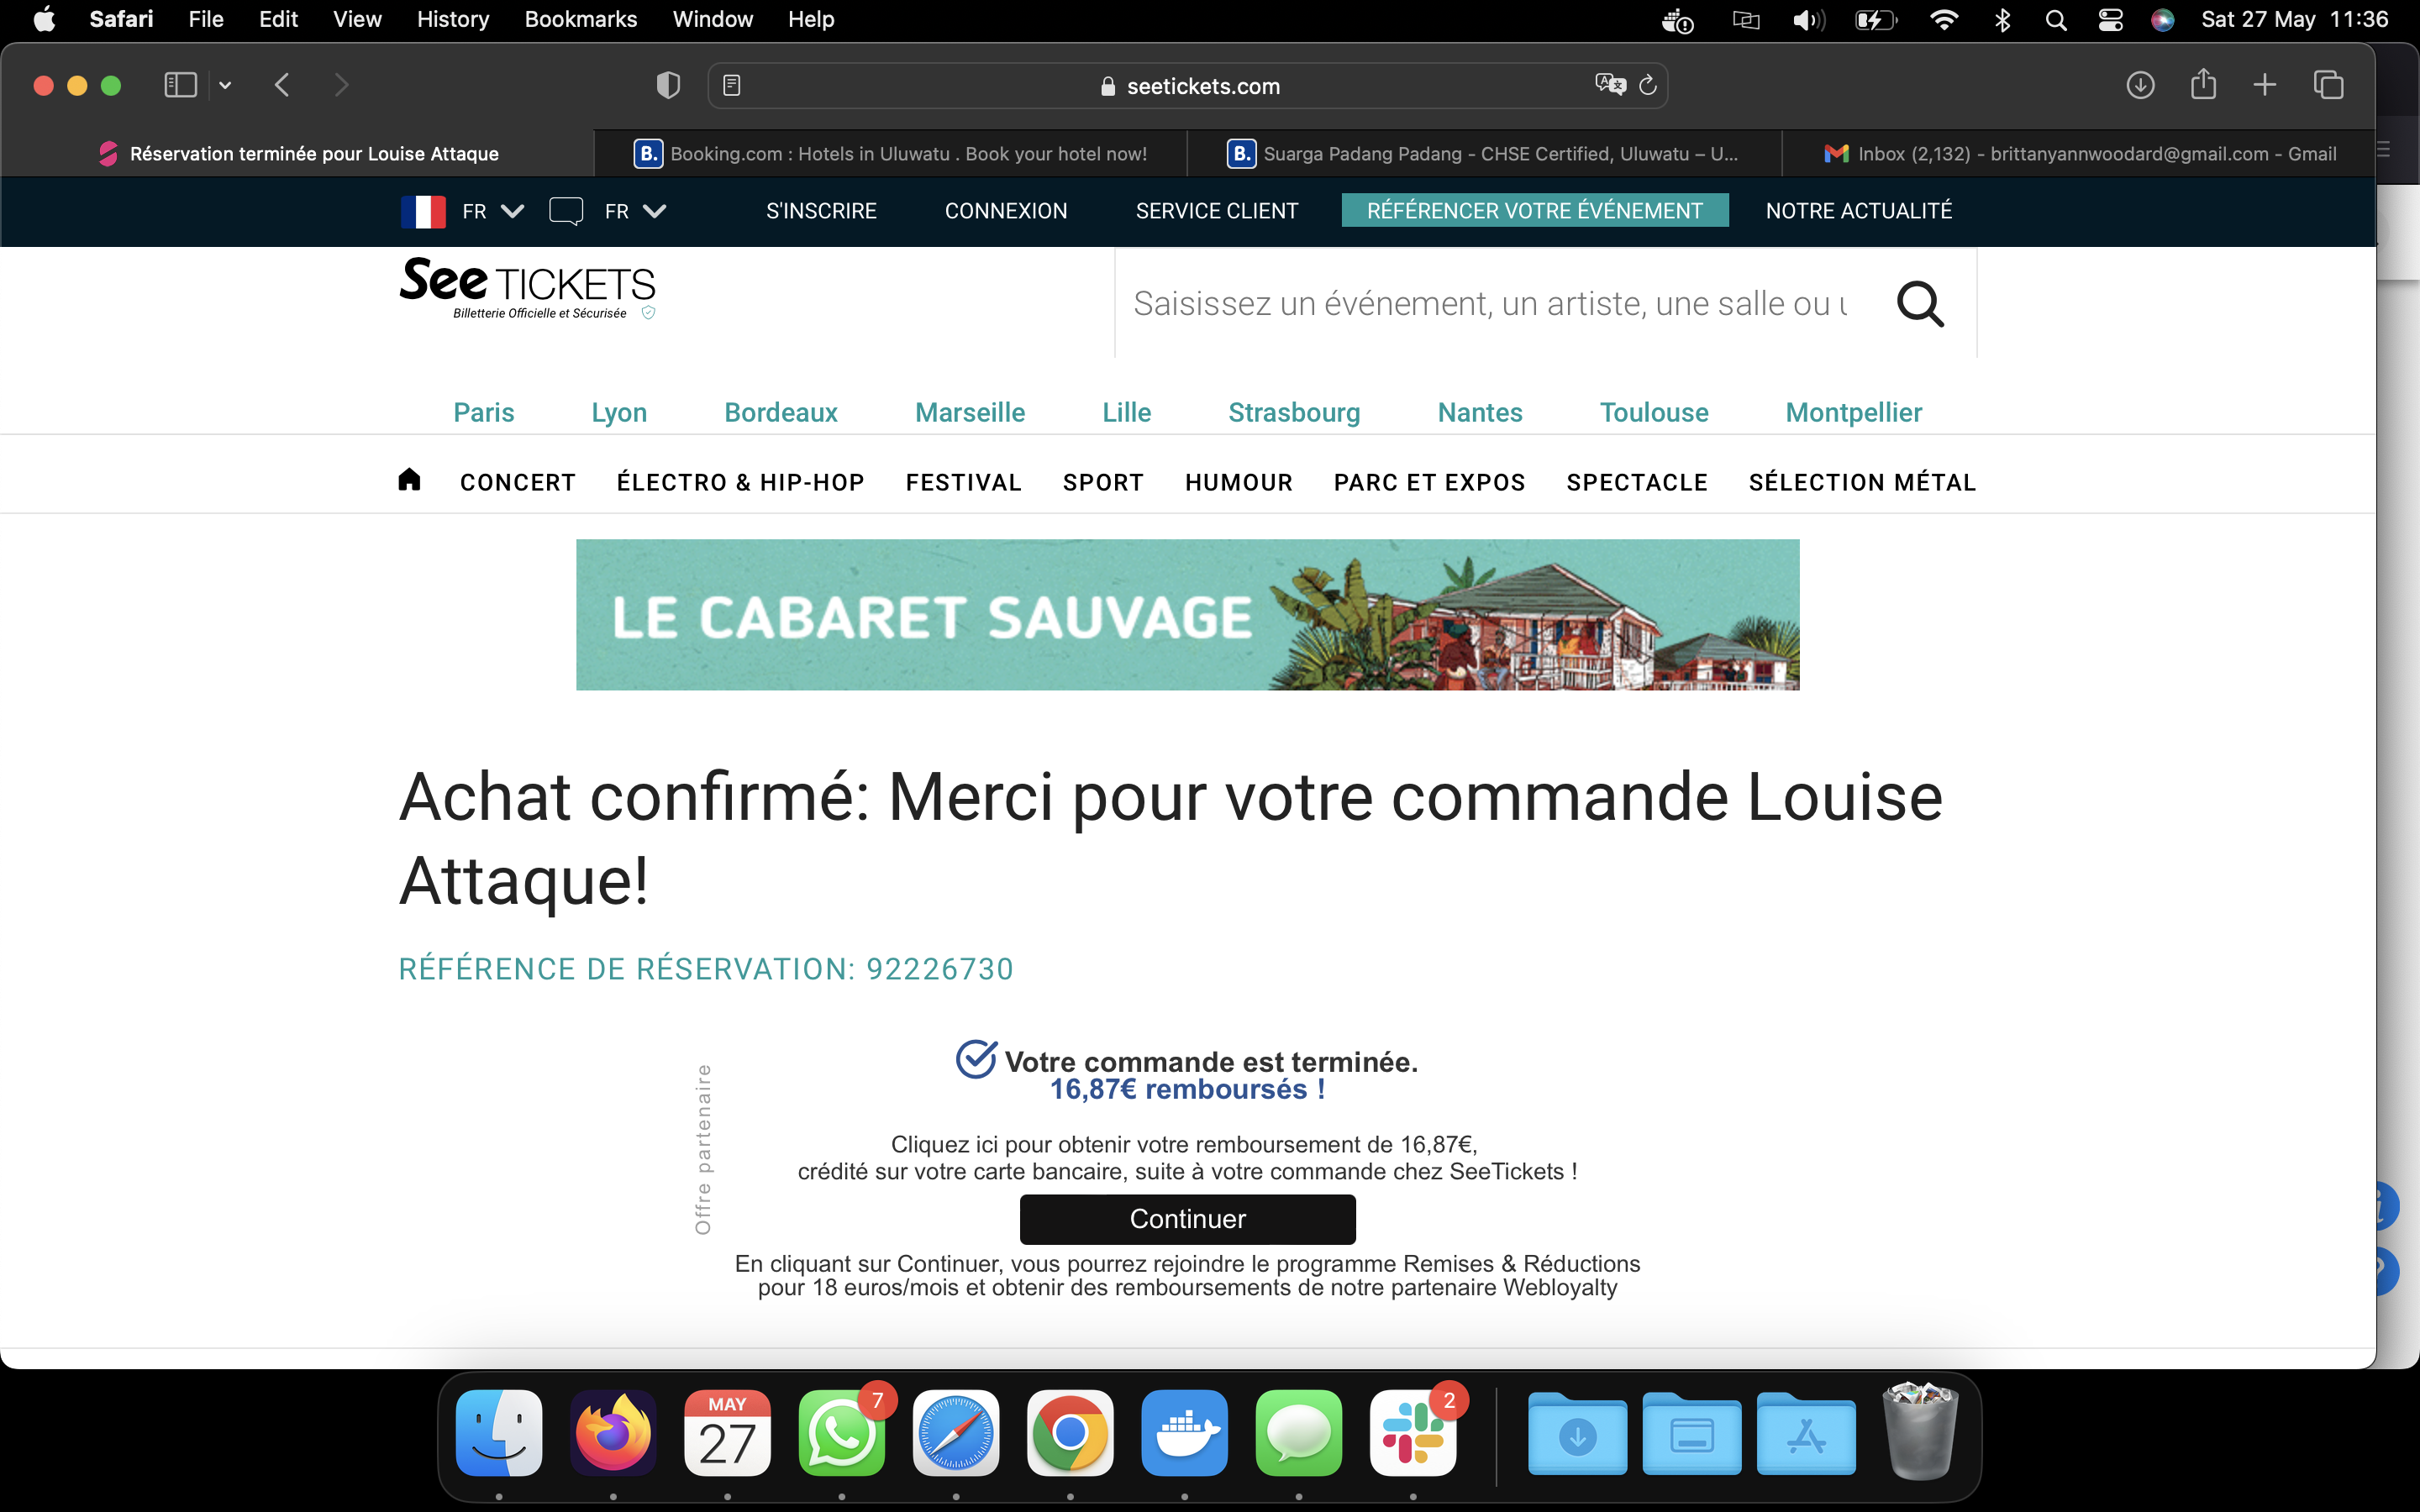 Safari File Edit View History Bookmarks Window Help Sat 27 May 11:36
seetickets.com
Réservation terminée pour Louise Attaque
B. Booking.com : Hotels in Uluwatu . Book your hotel now!
B. Suarga Padang Padang - CHSE Certified, Uluwatu – U...
Inbox (2,132) - brittanyannwoodard@gmail.com - Gmail
FR FR S'INSCRIRE CONNEXION SERVICE CLIENT RÉFÉRENCER VOTRE ÉVÉNEMENT NOTRE ACTUALITÉ
See TICKETS
Billetterie Officielle et Sécurisée
Saisissez un événement, un artiste, une salle ou
Paris Lyon Bordeaux Marseille Lille Strasbourg Nantes Toulouse Montpellier
CONCERT ÉLECTRO & HIP-HOP FESTIVAL SPORT HUMOUR PARC ET EXPOS SPECTACLE SÉLECTION MÉTAL
LE CABARET SAUVAGE
Achat confirmé: Merci pour votre commande Louise
Attaque!
RÉFÉRENCE DE RÉSERVATION: 92226730
Offre partenaire
Votre commande est terminée.
16,87€ remboursés !
Cliquez ici pour obtenir votre remboursement de 16,87€,
crédité sur votre carte bancaire, suite à votre commande chez SeeTickets !
Continuer
En cliquant sur Continuer, vous pourrez rejoindre le programme Remises & Réductions
pour 18 euros/mois et obtenir des remboursements de notre partenaire Webloyalty
MAY
27
7
2